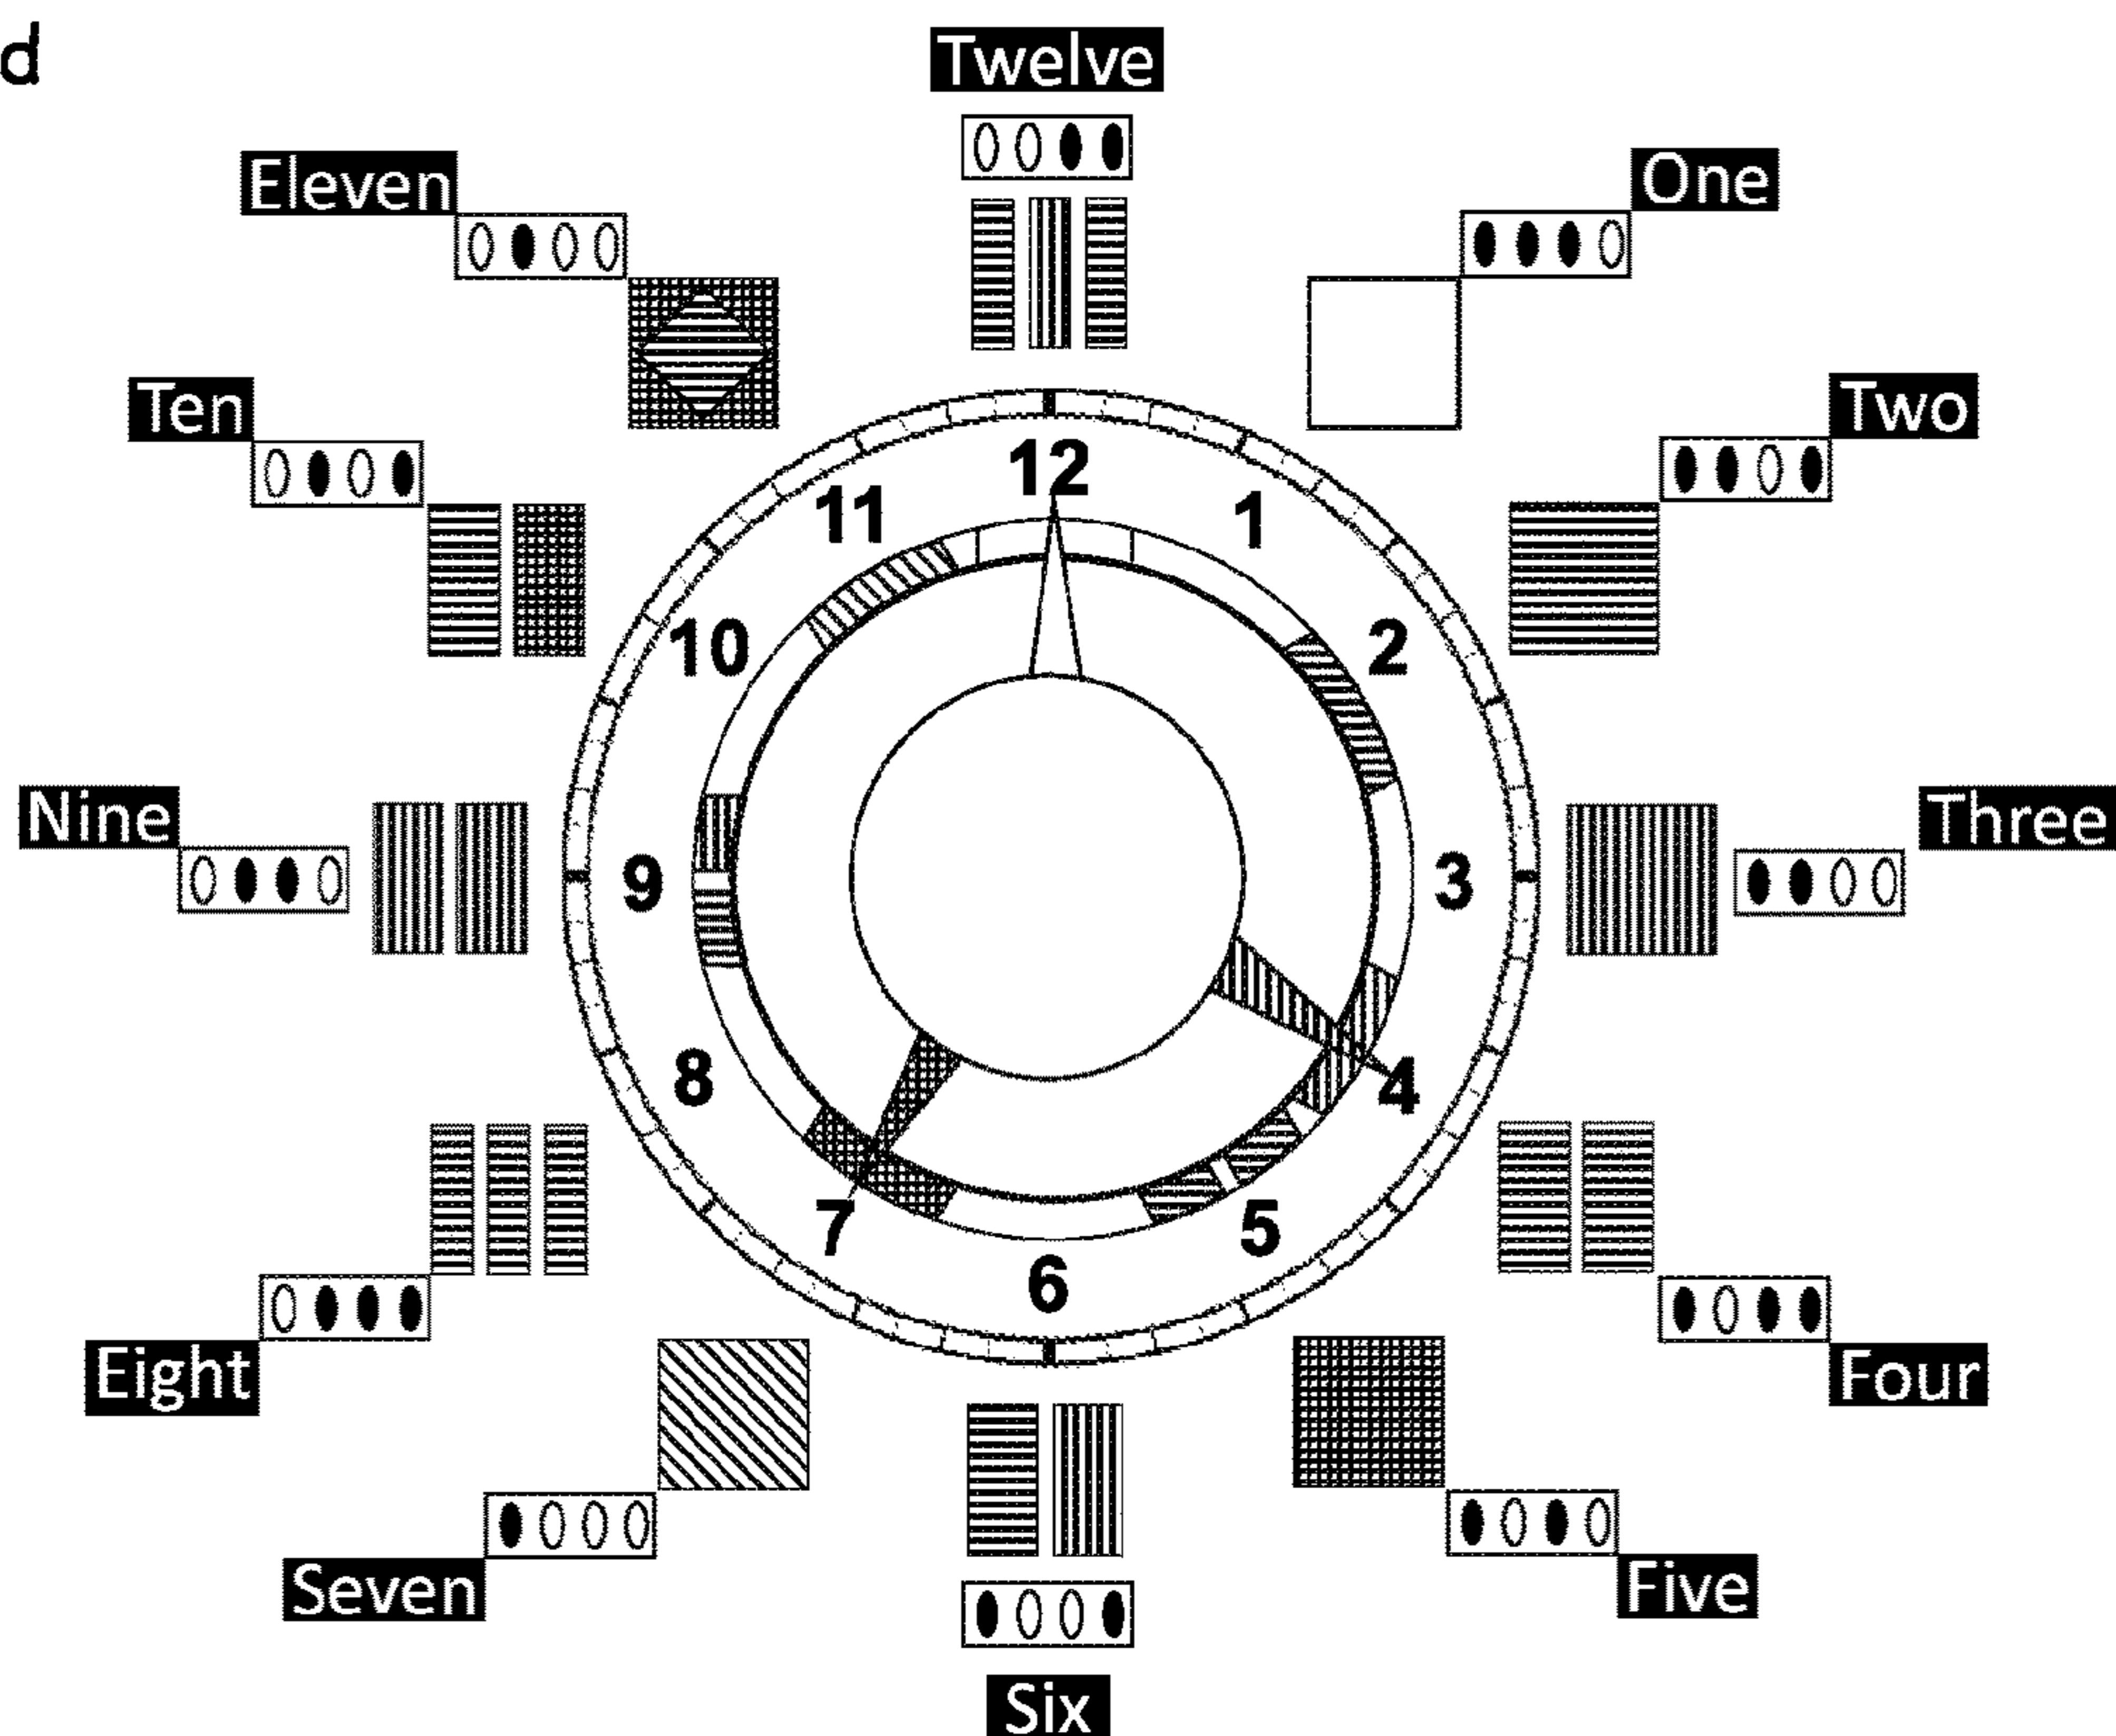 d
Twelve
One
Eleven
Two
Ten
12
11
1
10
2
Nine
9
3
Three
8
4
7
5
6
Eight
Four
Seven
Five
Six